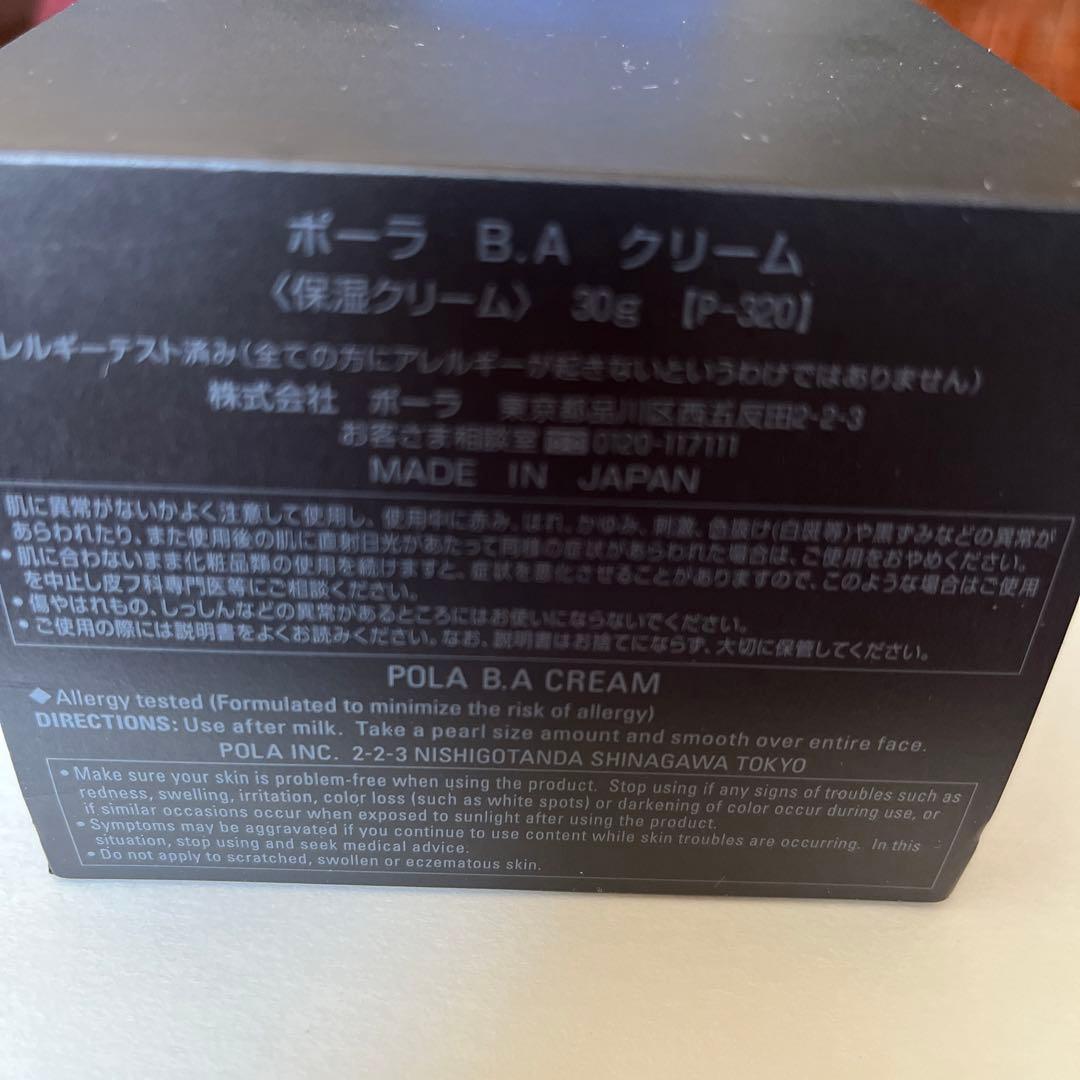 ポーラ B.A クリーム
〈保湿クリーム〉 30g 【P-320】
レルギーテスト済み(全ての方にアレルギーが起きないというわけではありません)
株式会社 ポーラ 東京都品川区西五反田2-2-3
お客さま相談室 0120-117111
MADE IN JAPAN
肌に異常がないかよく注意して使用し、使用中に赤み、はれ、かゆみ、刺激、色抜け(白斑等)や黒ずみなどの異常が
あらわれたり、また使用後の肌に直射日光があたって同様の症状があらわれた場合は、ご使用をおやめください。
• 肌に合わないまま化粧品類の使用を続けますと、症状を悪化させることがありますので、このような場合はご使用
を中止し皮フ科専門医等にご相談ください。
• 傷やはれもの、しっしんなどの異常があるところにはお使いにならないでください。
• ご使用の際には説明書をよくお読みください。なお、説明書はお捨てにならず、大切に保管してください。
POLA B.A CREAM
◆Allergy tested (Formulated to minimize the risk of allergy)
DIRECTIONS: Use after milk. Take a pearl size amount and smooth over entire face.
POLA INC. 2-2-3 NISHIGOTANDA SHINAGAWA TOKYO
• Make sure your skin is problem-free when using the product. Stop using if any signs of troubles such as
redness, swelling, irritation, color loss (such as white spots) or darkening of color occur during use, or
if similar occasions occur when exposed to sunlight after using the product.
• Symptoms may be aggravated if you continue to use content while skin troubles are occurring. In this
situation, stop using and seek medical advice.
• Do not apply to scratched, swollen or eczematous skin.